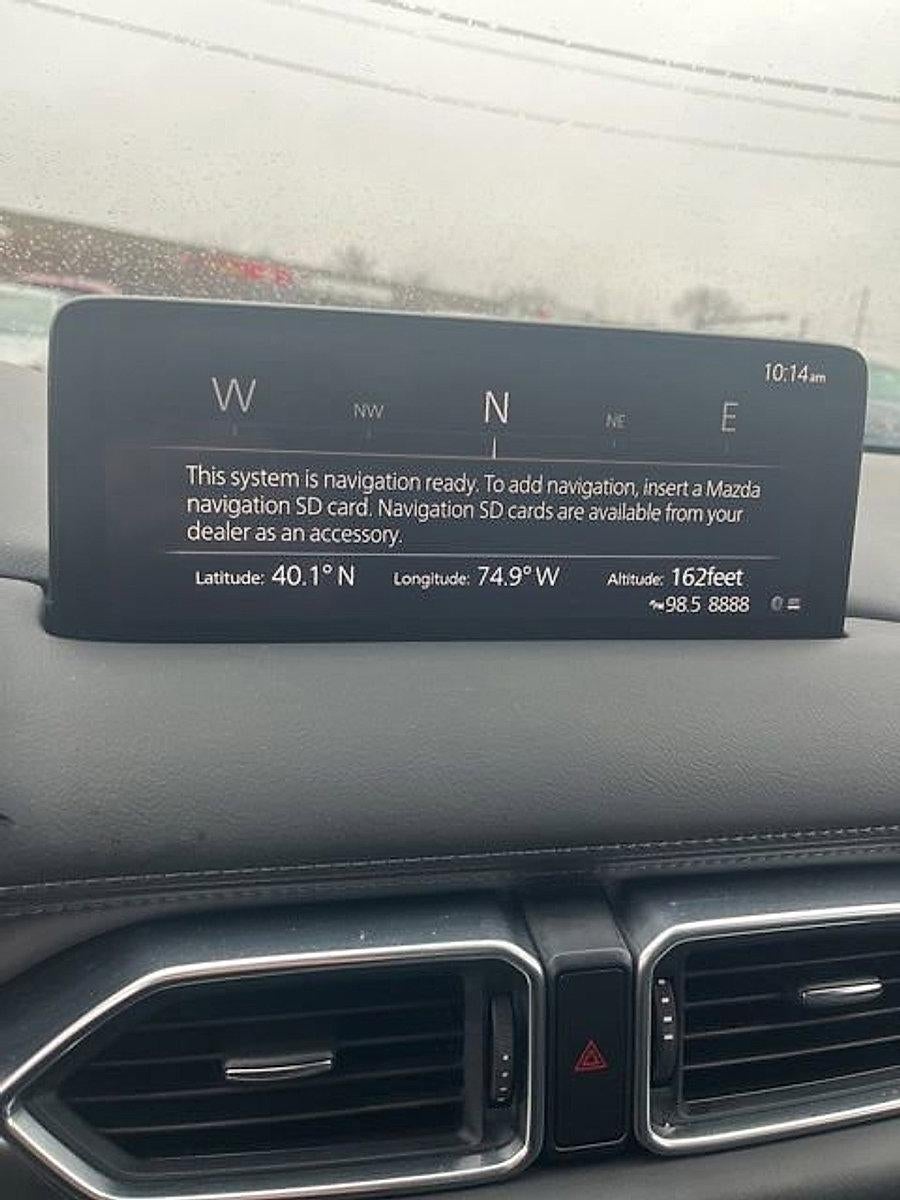 10:14am
W NW N NE E
This system is navigation ready. To add navigation, insert a Mazda
navigation SD card. Navigation SD cards are available from your
dealer as an accessory.
Latitude: 40.1° N Longitude: 74.9° W Altitude: 162feet
98.5 8888